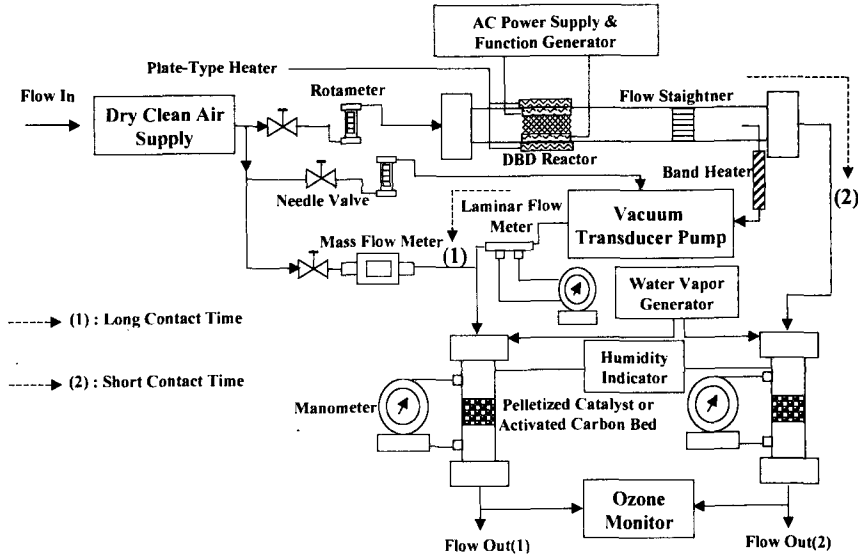 AC Power Supply &
Function Generator
Plate-Type Heater
Flow In
Rotameter
Flow Staightner
Dry Clean Air
Supply
DBD Reactor
Band Heater
(2)
Needle Valve
Laminar Flow
Meter
Vacuum
Transducer Pump
Mass Flow Meter
(1)
Water Vapor
Generator
(1) : Long Contact Time
Humidity
Indicator
(2) : Short Contact Time
Manometer
Pelletized Catalyst or
Activated Carbon Bed
Ozone
Monitor
Flow Out(1)
Flow Out(2)